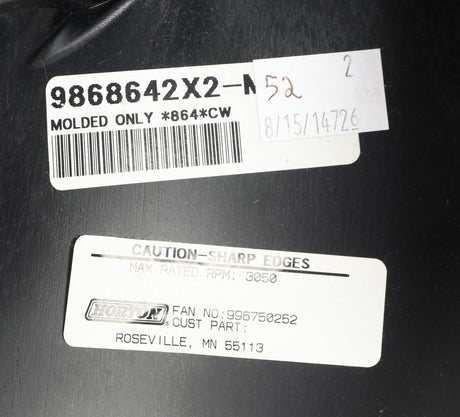 9868642X2-M
52
2
8/15/14726
MOLDED ONLY *864*CW
CAUTION-SHARP EDGES
MAX RATED RPM: 3050
HORTON
FAN NO:996750252
CUST PART:
ROSEVILLE, MN 55113